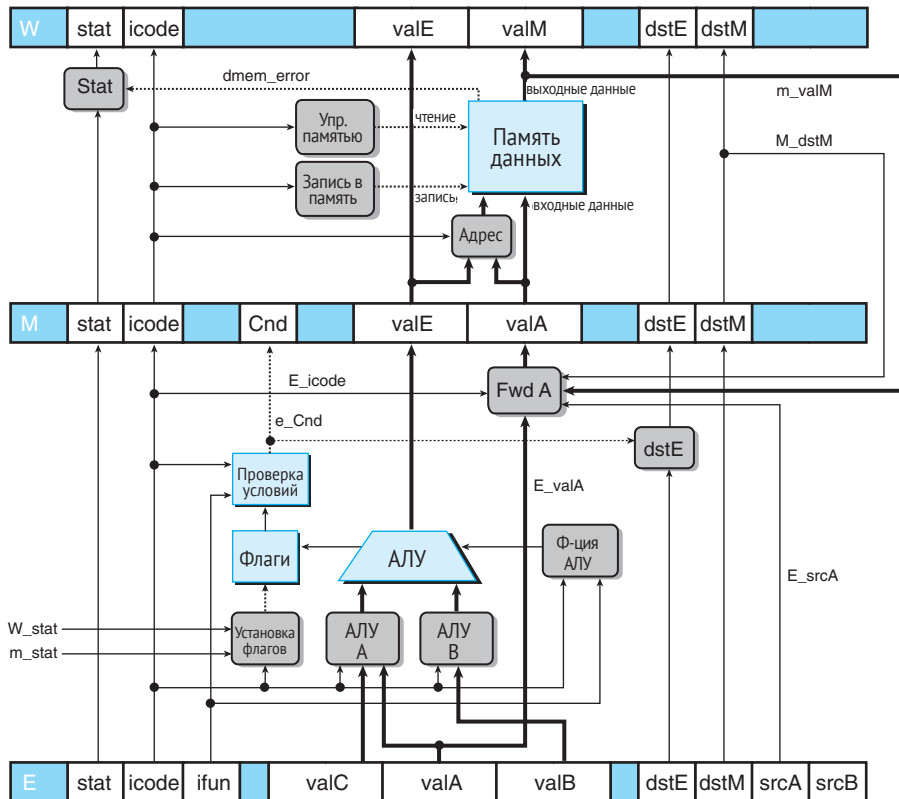 W stat icode valE valM dstE dstM
dmem_error
Stat
выходные данные
m_valM
Упр.
памятью
чтение
Память
данных
M_dstM
Запись в
память
запись
входные данные
Адрес
M stat icode Cnd valE valA dstE dstM
E_icode
Fwd A
e_Cnd
dstE
Проверка
условий
E_valA
Флаги
АЛУ
Ф-ция
АЛУ
E_srcA
W_stat
m_stat
Установка
флагов
АЛУ
A
АЛУ
B
E stat icode ifun valC valA valB dstE dstM srcA srcB